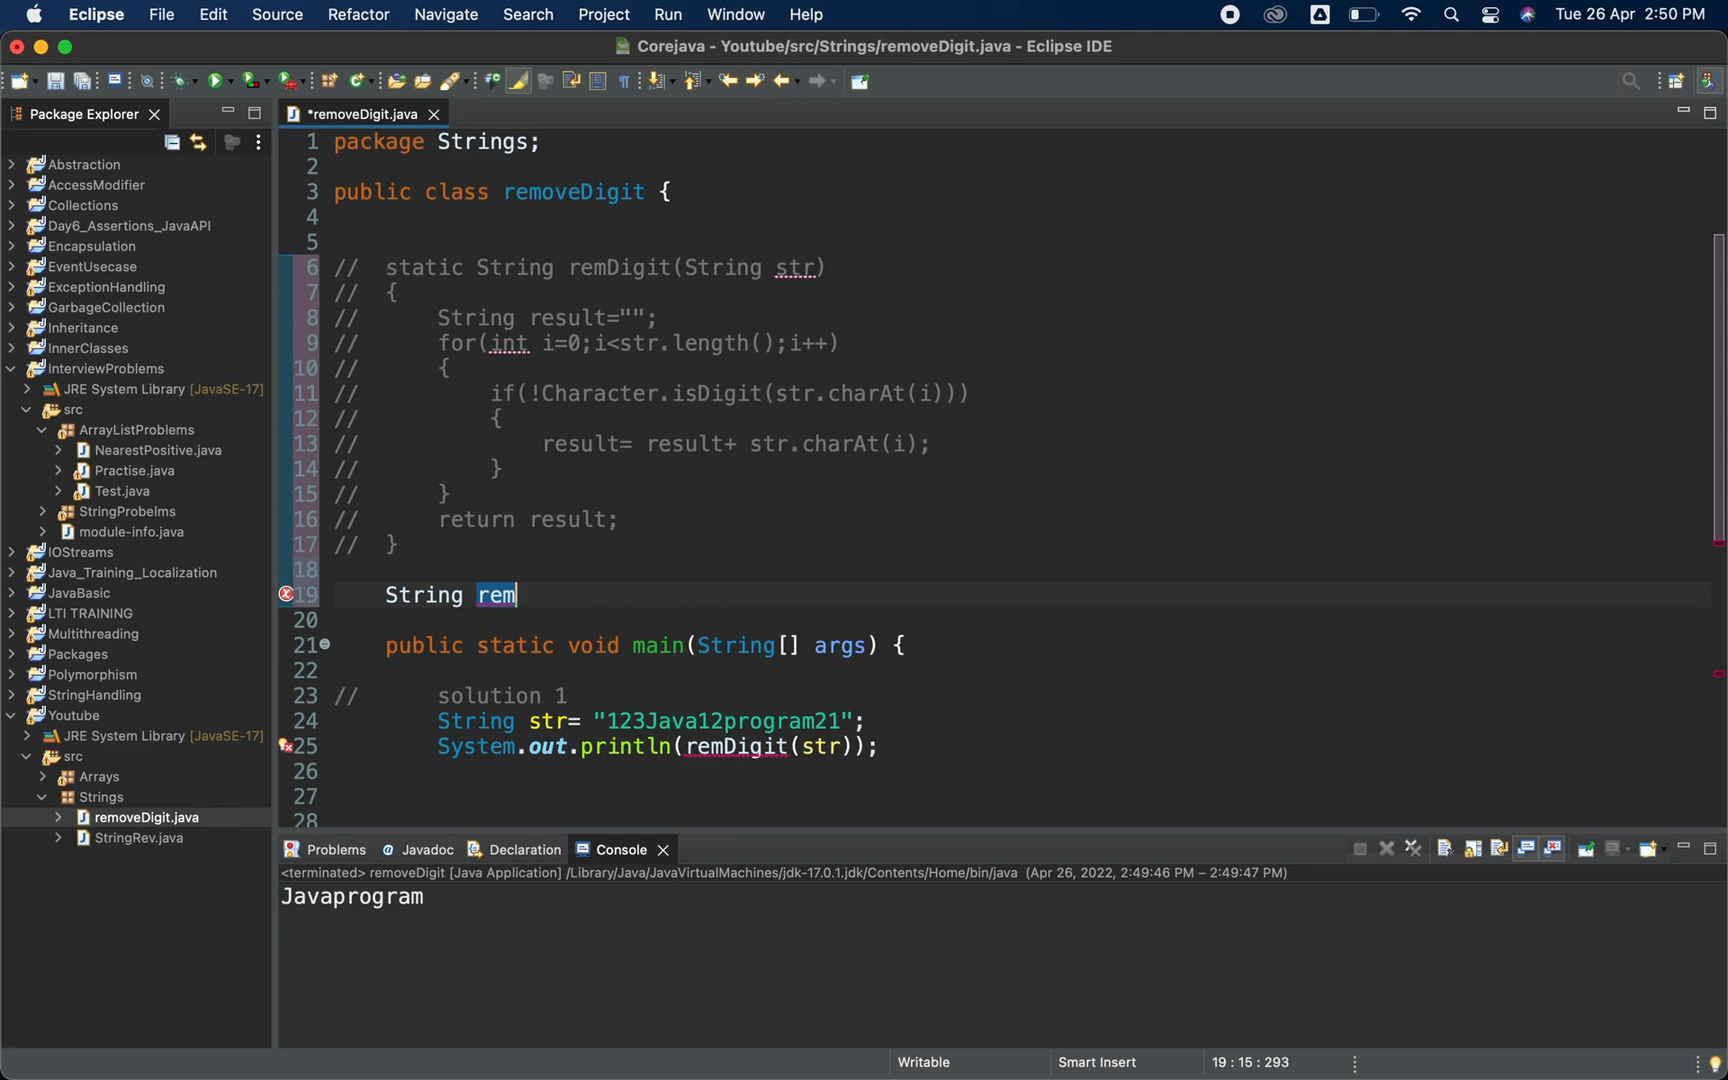 Eclipse File Edit Source Refactor Navigate Search Project Run Window Help Tue 26 Apr 2:50 PM
Corejava - Youtube/src/Strings/removeDigit.java - Eclipse IDE
Package Explorer
*removeDigit.java
Abstraction
AccessModifier
Collections
Day6_Assertions_JavaAPI
Encapsulation
EventUsecase
ExceptionHandling
GarbageCollection
Inheritance
InnerClasses
InterviewProblems
JRE System Library [JavaSE-17]
src
ArrayListProblems
NearestPositive.java
Practise.java
Test.java
StringProbelms
module-info.java
IOStreams
Java_Training_Localization
JavaBasic
LTI TRAINING
Multithreading
Packages
Polymorphism
StringHandling
Youtube
JRE System Library [JavaSE-17]
src
Arrays
Strings
removeDigit.java
StringRev.java
1 package Strings;
2
3 public class removeDigit {
4
5
6 // static String remDigit(String str)
7 // {
8 // String result="";
9 // for(int i=0;i<str.length();i++)
10 // {
11 // if(!Character.isDigit(str.charAt(i)))
12 // {
13 // result= result+ str.charAt(i);
14 // }
15 // }
16 // return result;
17 // }
18
19 String rem
20
21 public static void main(String[] args) {
22
23 // solution 1
24 String str= "123Java12program21";
25 System.out.println(remDigit(str));
26
27
28
Problems Javadoc Declaration Console
<terminated> removeDigit [Java Application] /Library/Java/JavaVirtualMachines/jdk-17.0.1.jdk/Contents/Home/bin/java (Apr 26, 2022, 2:49:46 PM – 2:49:47 PM)
Javaprogram
Writable Smart Insert 19 : 15 : 293